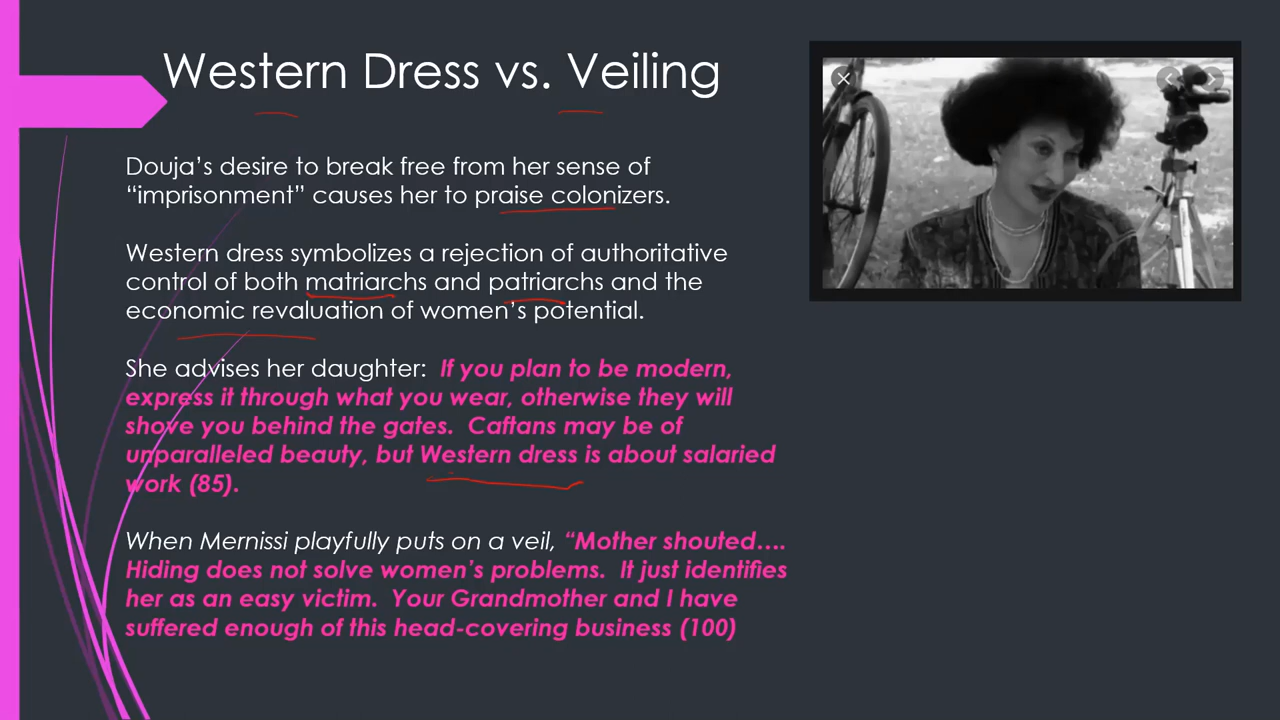 Western Dress vs. Veiling
Douja’s desire to break free from her sense of
“imprisonment” causes her to praise colonizers.
Western dress symbolizes a rejection of authoritative
control of both matriarchs and patriarchs and the
economic revaluation of women’s potential.
She advises her daughter: If you plan to be modern,
express it through what you wear, otherwise they will
shove you behind the gates. Caftans may be of
unparalleled beauty, but Western dress is about salaried
work (85).
When Mernissi playfully puts on a veil, “Mother shouted….
Hiding does not solve women’s problems. It just identifies
her as an easy victim. Your Grandmother and I have
suffered enough of this head-covering business (100)